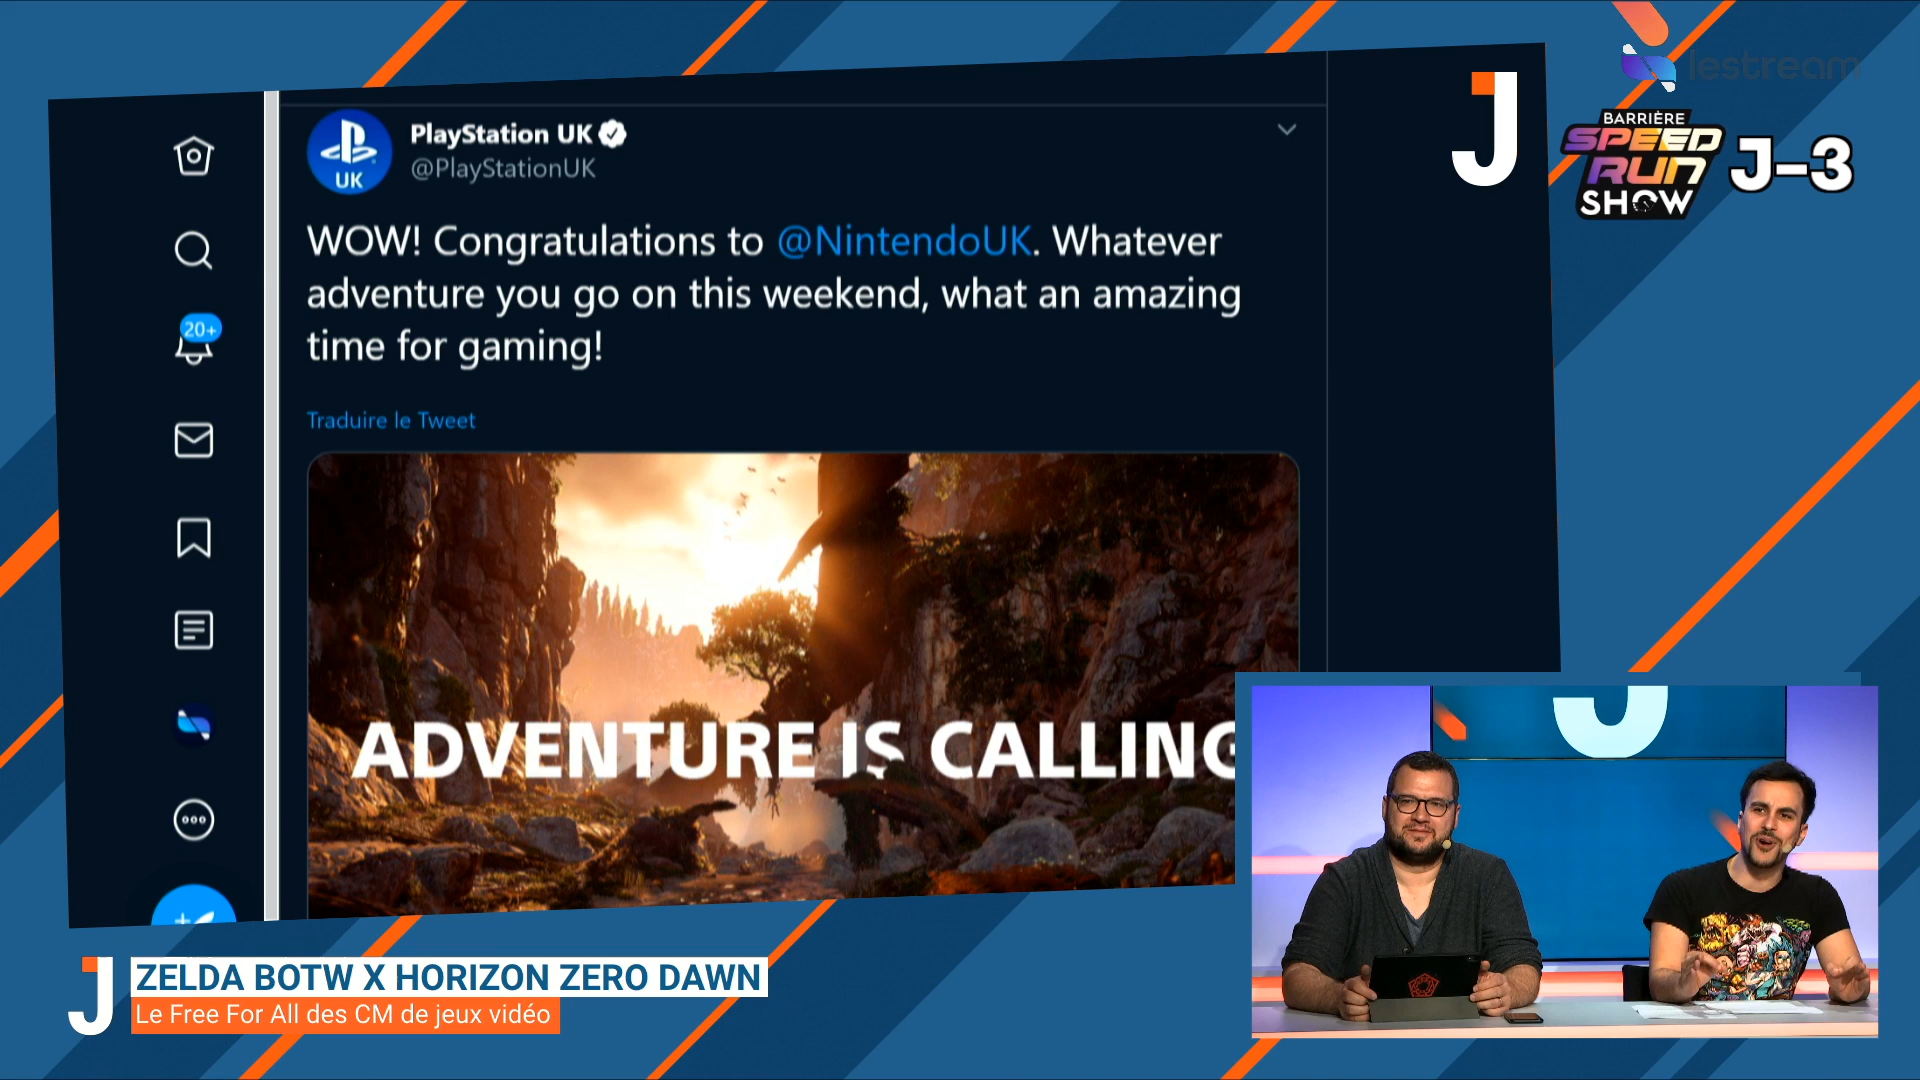 lestream
BARRIÈRE
SPEED
RUN
SHOW
J-3
J
PlayStation UK
@PlayStationUK
UK
WOW! Congratulations to @NintendoUK. Whatever
adventure you go on this weekend, what an amazing
time for gaming!
20+
Traduire le Tweet
ADVENTURE IS CALLING
J
J
ZELDA BOTW X HORIZON ZERO DAWN
Le Free For All des CM de jeux vidéo